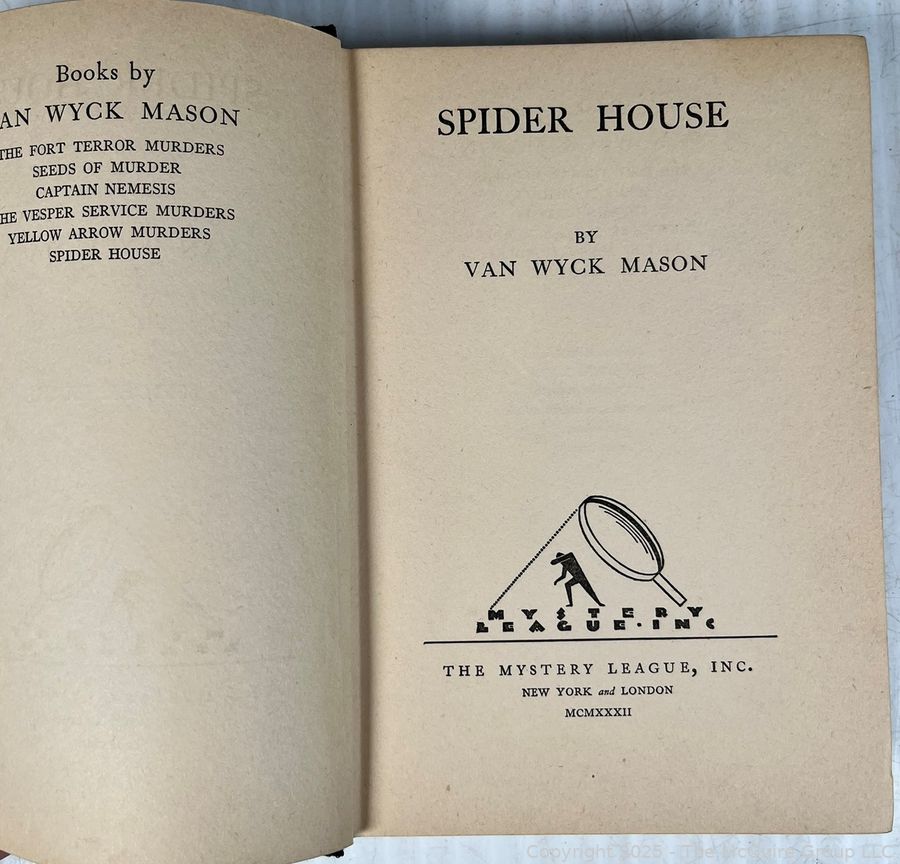 Books by
AN WYCK MASON
THE FORT TERROR MURDERS
SEEDS OF MURDER
CAPTAIN NEMESIS
HE VESPER SERVICE MURDERS
YELLOW ARROW MURDERS
SPIDER HOUSE
SPIDER HOUSE
BY
VAN WYCK MASON
MYSTERY
LEAGUE·INC
THE MYSTERY LEAGUE, INC.
NEW YORK and LONDON
MCMXXXII
Copyright 2025 - The McGuire Group LLC